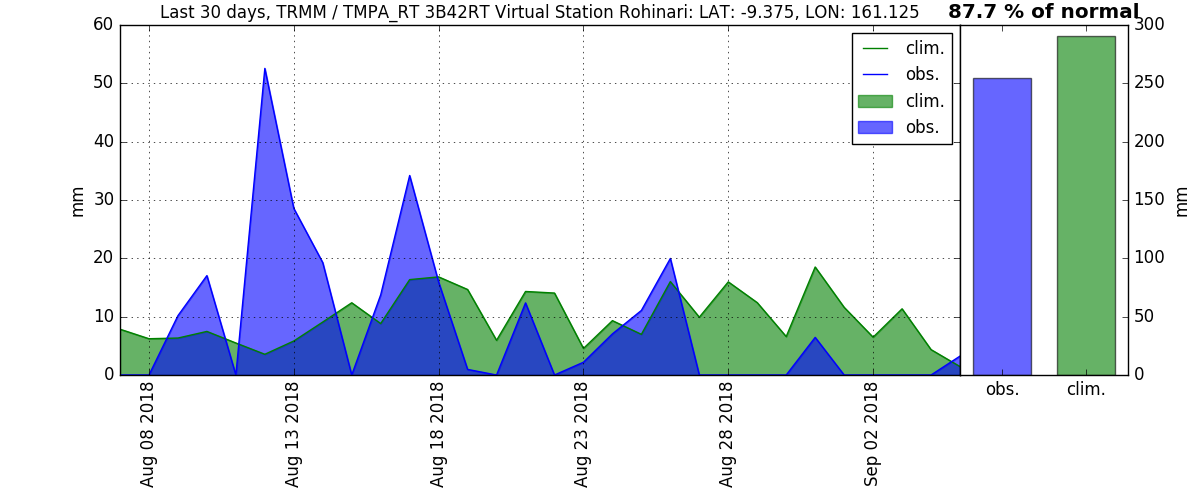 Last 30 days, TRMM / TMPA_RT 3B42RT Virtual Station Rohinari: LAT: -9.375, LON: 161.125
87.7 % of normal
60
50
40
30
20
10
0
mm
clim.
obs.
clim.
obs.
300
250
200
150
100
50
0
mm
obs.
clim.
Aug 08 2018
Aug 13 2018
Aug 18 2018
Aug 23 2018
Aug 28 2018
Sep 02 2018